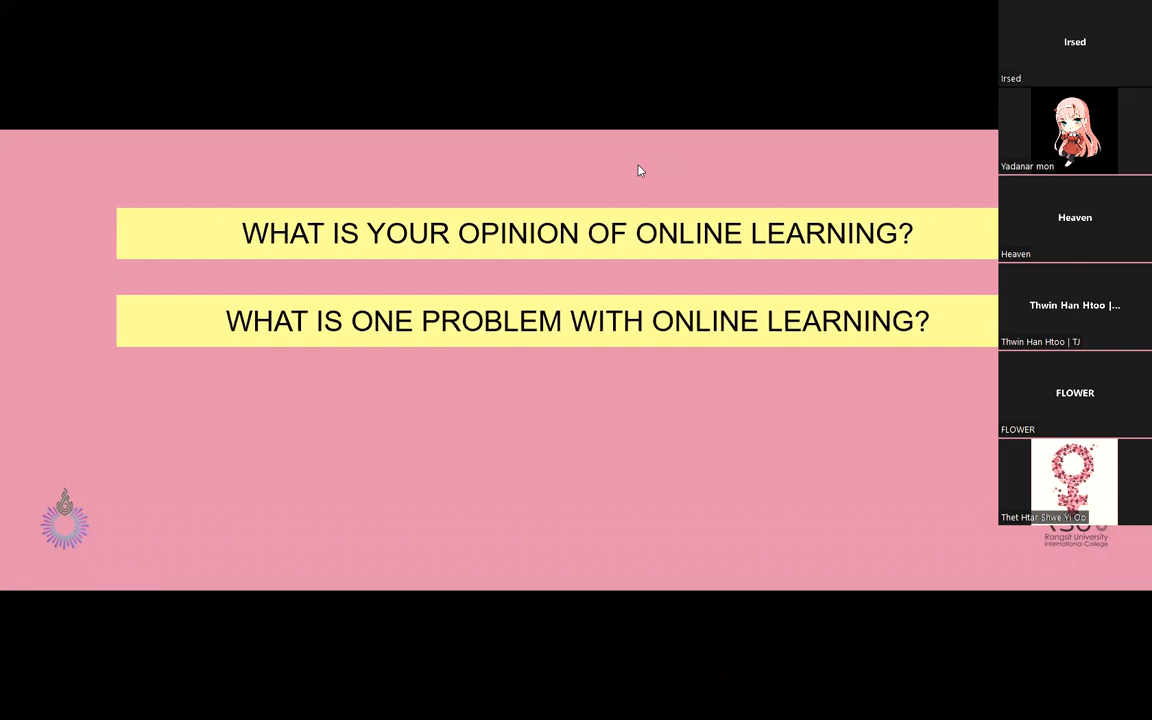 Irsed
Irsed
Yadanar mon
WHAT IS YOUR OPINION OF ONLINE LEARNING?
Heaven
Heaven
WHAT IS ONE PROBLEM WITH ONLINE LEARNING?
Thwin Han Htoo |...
Thwin Han Htoo | TJ
FLOWER
FLOWER
Thet Htar Shwe Yi Oo
Rangsit University
International College